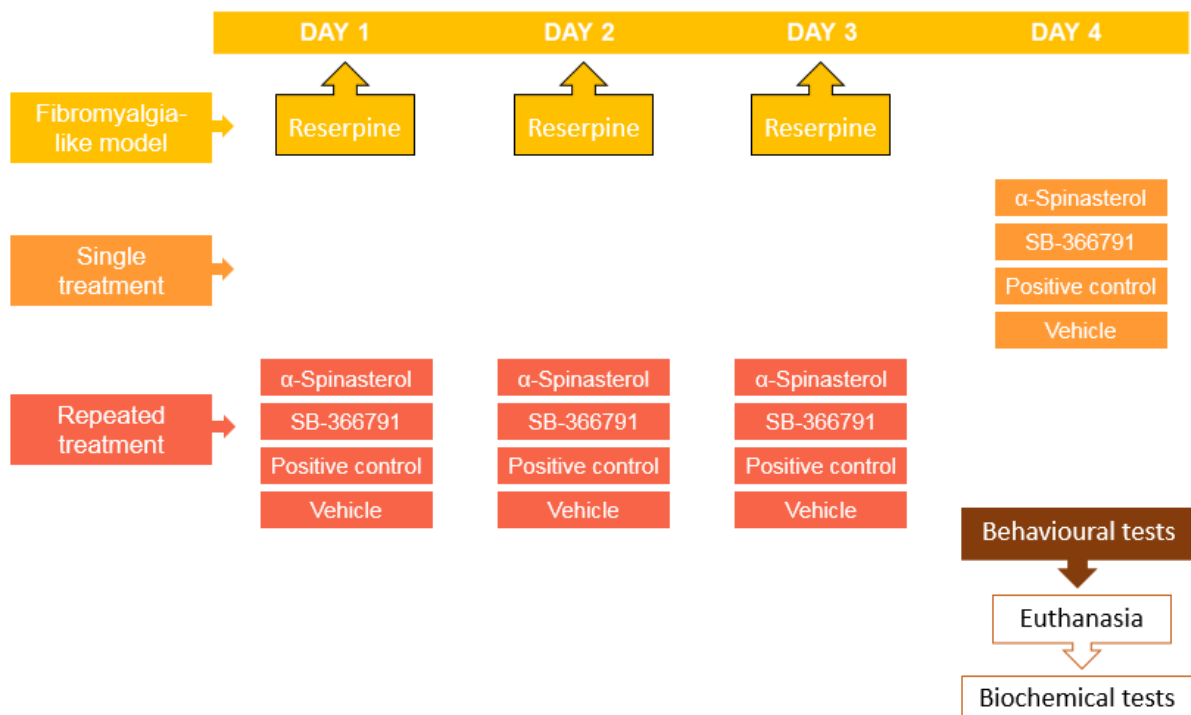 DAY 1 DAY 2 DAY 3 DAY 4
Fibromyalgia-
like model
Reserpine Reserpine Reserpine
Single
treatment
α-Spinasterol
SB-366791
Positive control
Vehicle
Repeated
treatment
α-Spinasterol α-Spinasterol α-Spinasterol
SB-366791 SB-366791 SB-366791
Positive control Positive control Positive control
Vehicle Vehicle Vehicle
Behavioural tests
Euthanasia
Biochemical tests